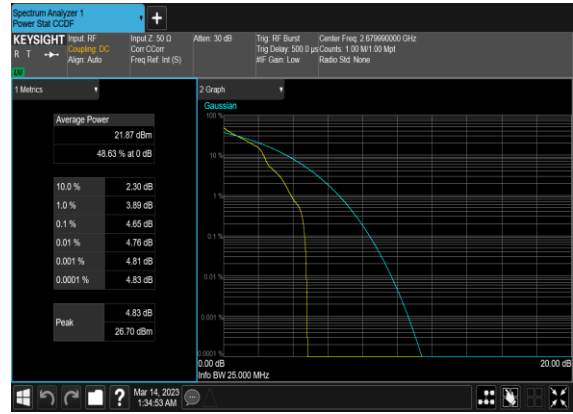 Spectrum Analyzer 1
Power Stat CCDF
+
KEYSIGHT
R T
LW
Input: RF
Coupling: DC
Align: Auto
Input Z: 50 Ω
Corr CCorr
Freq Ref: Int (S)
Atten: 30 dB
Trig: RF Burst
Trig Delay: 500.0 µs
#IF Gain: Low
Center Freq: 2.679990000 GHz
Counts: 1.00 M/1.00 Mpt
Radio Std: None
1 Metrics
Average Power
21.87 dBm
48.63 % at 0 dB
10.0 % 2.30 dB
1.0 % 3.89 dB
0.1 % 4.65 dB
0.01 % 4.76 dB
0.001 % 4.81 dB
0.0001 % 4.83 dB
Peak
4.83 dB
26.70 dBm
2 Graph
Gaussian
100 %
10 %
1 %
0.1 %
0.01 %
0.001 %
0.0001 %
0.00 dB
20.00 dB
Info BW 25.000 MHz
?
Mar 14, 2023
1:34:53 AM